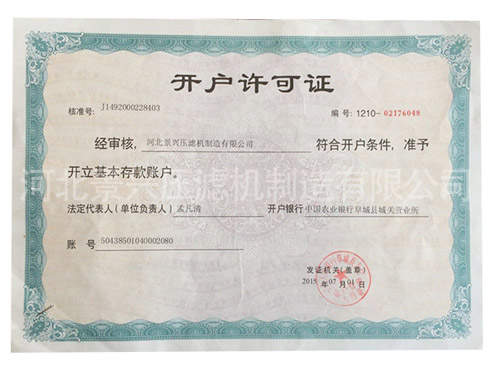 开户许可证
核准号：J1492000228403
编号：1210-02176048
经审核，河北景兴压滤机制造有限公司 符合开户条件，准予
开立基本存款账户。
河北景兴压滤机制造有限公司
法定代表人（单位负责人）孟凡涛 开户银行 中国农业银行阜城县城关营业所
账号 50438501040002080
发证机关（盖章）
2015年07月01日